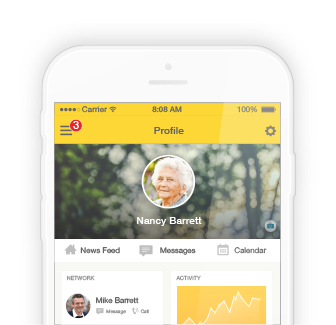 Carrier 8:08 AM 100%
3
Profile
Nancy Barrett
News Feed Messages Calendar
NETWORK ACTIVITY
Mike Barrett
Message Call